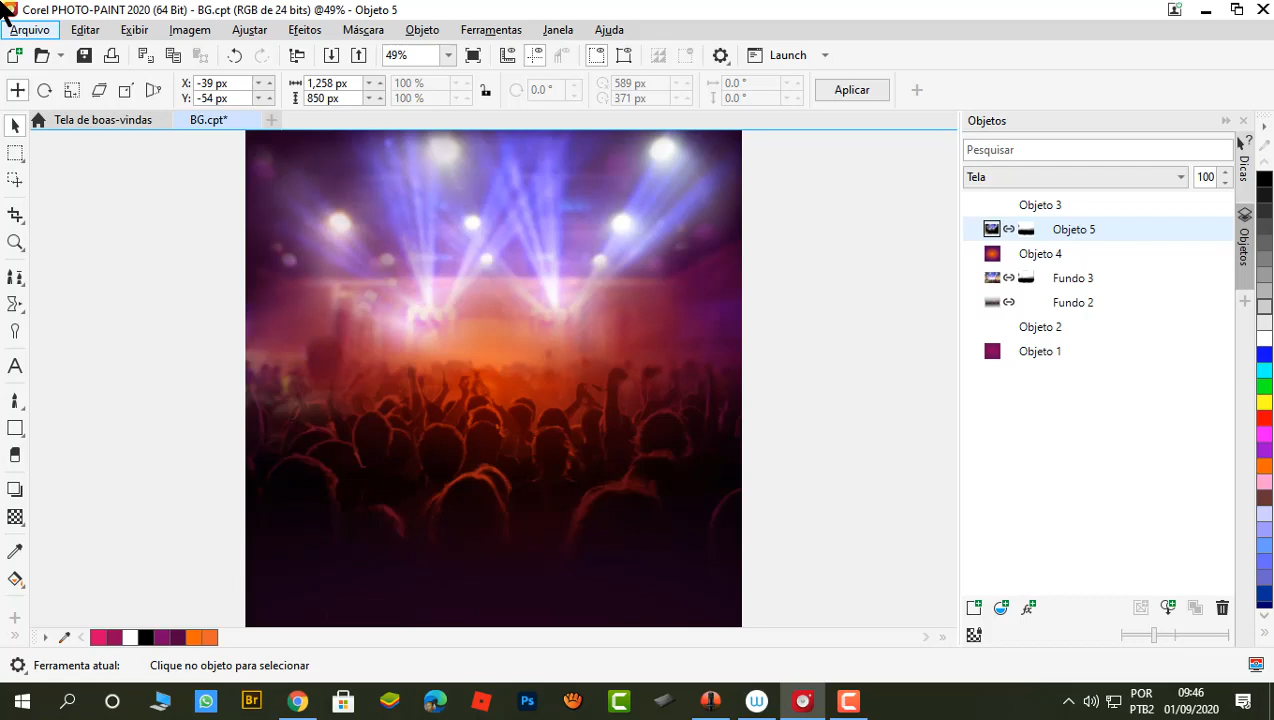 Corel PHOTO-PAINT 2020 (64 Bit) - BG.cpt (RGB de 24 bits) @49% - Objeto 5
Arquivo Editar Exibir Imagem Ajustar Efeitos Máscara Objeto Ferramentas Janela Ajuda
49% Launch
X: -39 px 1,258 px 100 % 0.0 ° 589 px 0.0 ° Aplicar
Y: -54 px 850 px 100 % 371 px 0.0 °
Tela de boas-vindas BG.cpt*
Objetos
Pesquisar
Tela 100
Objeto 3
Objeto 5
Objeto 4
Fundo 3
Fundo 2
Objeto 2
Objeto 1
Dicas
Objetos
Ferramenta atual: Clique no objeto para selecionar
Br Ps
POR 09:46
PTB2 01/09/2020